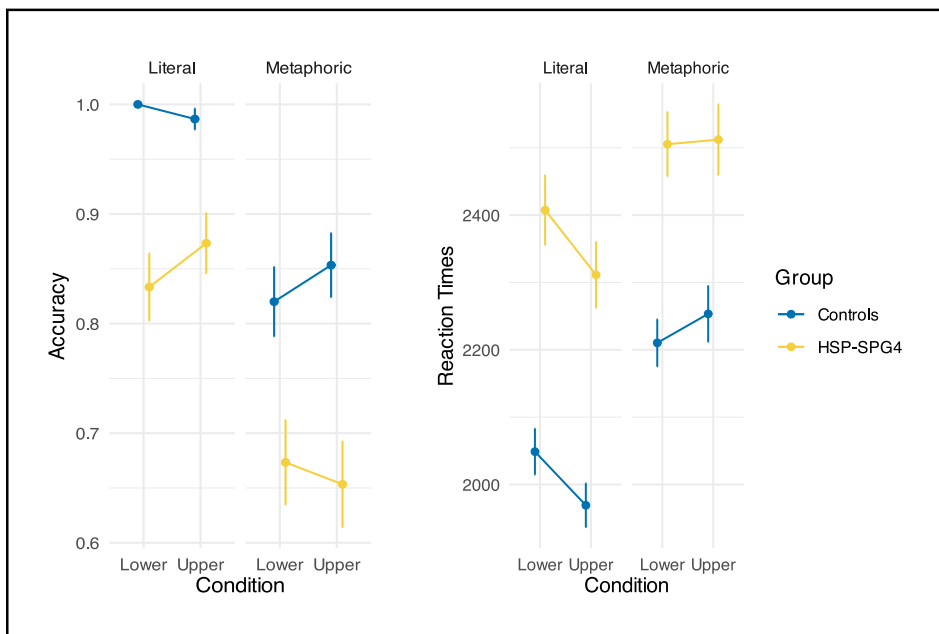 Literal Metaphoric
1.0
0.9
0.8
0.7
0.6
Accuracy
Lower Upper Lower Upper
Condition
Literal Metaphoric
2400
2200
2000
Reaction Times
Lower Upper Lower Upper
Condition
Group
Controls
HSP-SPG4